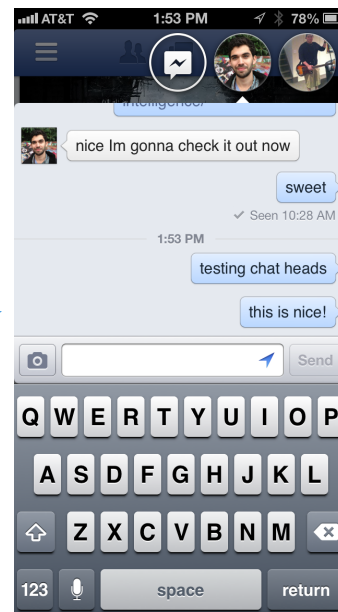 AT&T 1:53 PM 78%
intelligence/
nice Im gonna check it out now
sweet
✓ Seen 10:28 AM
1:53 PM
testing chat heads
this is nice!
Send
Q W E R T Y U I O P
A S D F G H J K L
Z X C V B N M
123 space return